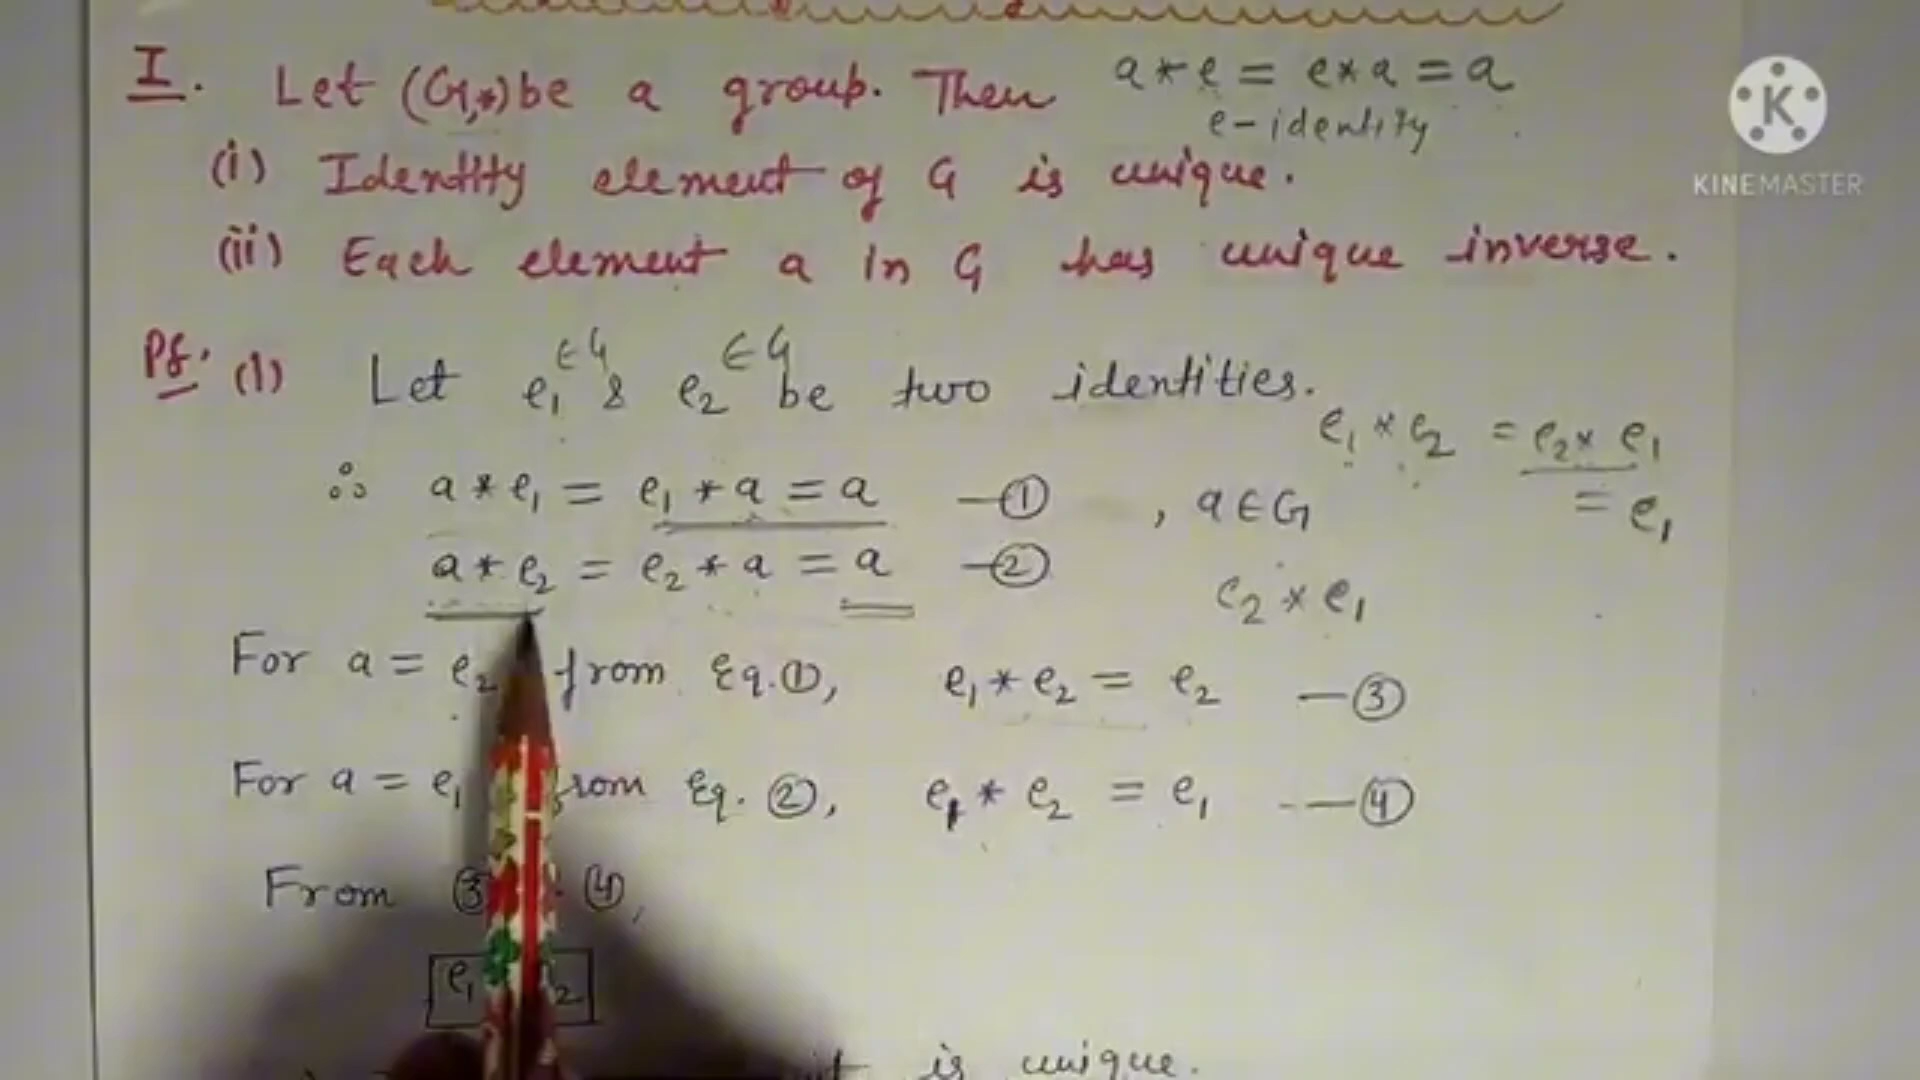 I. Let (G,*) be a group. Then a * e = e * a = a
e - identity
(i) Identity element of G is unique.
(ii) Each element a in G has unique inverse.
Pf. (i) Let e₁ ∈G & e₂ ∈G be two identities.
e₁ * e₂ = e₂ * e₁
= e₁
∴ a * e₁ = e₁ * a = a —①, a ∈ G
a * e₂ = e₂ * a = a —②
e₂ * e₁
For a = e₂ from Eq.①, e₁ * e₂ = e₂ —③
For a = e₁ from Eq. ②, e₁ * e₂ = e₁ —④
From ③ ④,
e₁ 2
is unique.
KINEMASTER